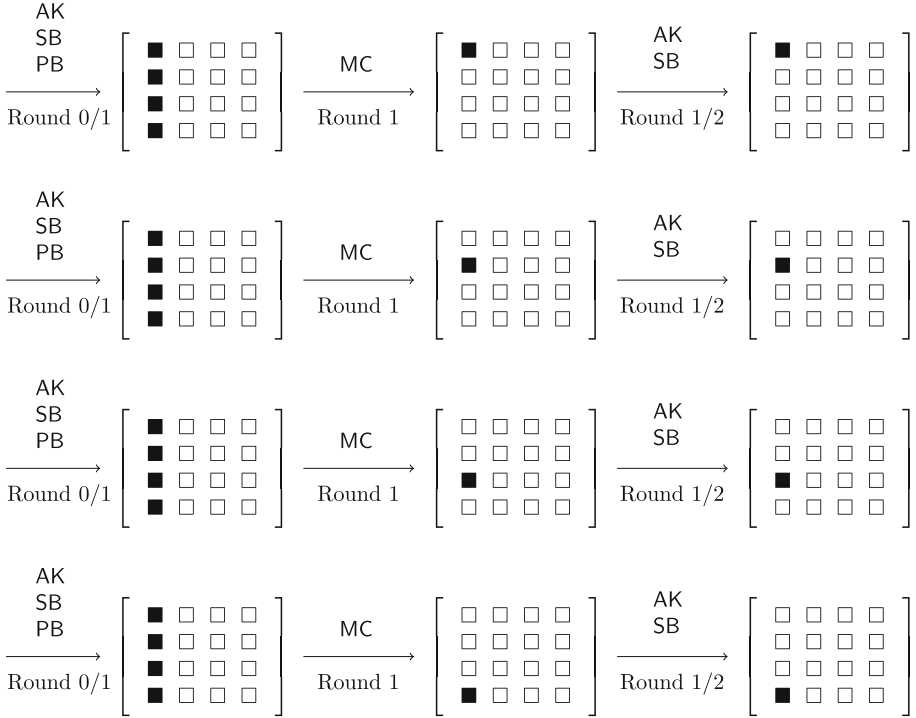 AK
SB
PB
MC
AK
SB
Round 0/1
Round 1
Round 1/2
AK
SB
PB
MC
AK
SB
Round 0/1
Round 1
Round 1/2
AK
SB
PB
MC
AK
SB
Round 0/1
Round 1
Round 1/2
AK
SB
PB
MC
AK
SB
Round 0/1
Round 1
Round 1/2